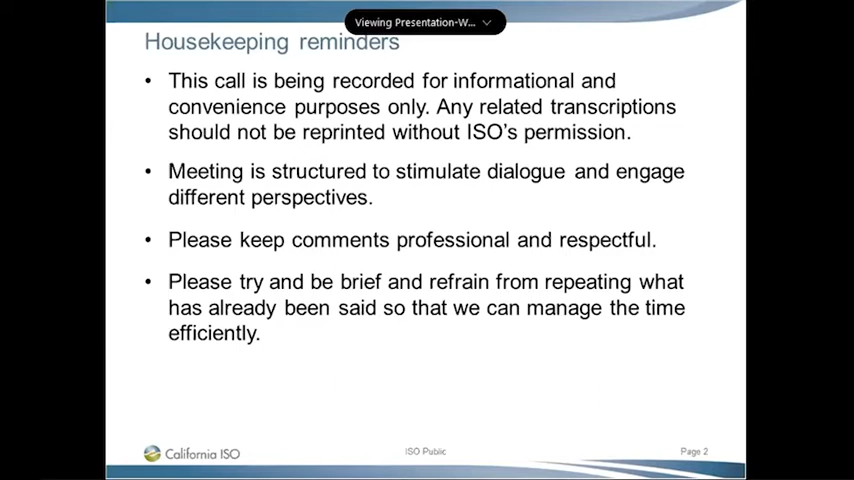 Viewing Presentation-W...
Housekeeping reminders
• This call is being recorded for informational and
convenience purposes only. Any related transcriptions
should not be reprinted without ISO's permission.
• Meeting is structured to stimulate dialogue and engage
different perspectives.
• Please keep comments professional and respectful.
• Please try and be brief and refrain from repeating what
has already been said so that we can manage the time
efficiently.
California ISO
ISO Public
Page 2